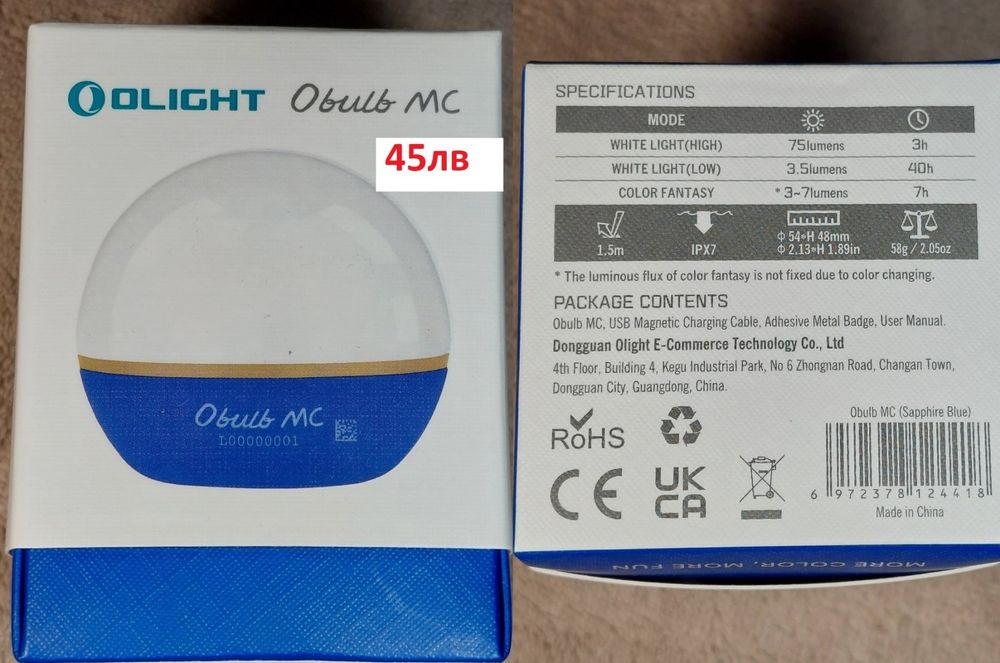 OLIGHT Obulb MC
45лв
Obulb MC
L00000001
SPECIFICATIONS
MODE
WHITE LIGHT(HIGH) 75lumens 3h
WHITE LIGHT(LOW) 3.5lumens 40h
COLOR FANTASY * 3~7lumens 7h
1.5m IPX7 Φ 54*H 48mm Φ 2.13*H 1.89in 58g / 2.05oz
* The luminous flux of color fantasy is not fixed due to color changing.
PACKAGE CONTENTS
Obulb MC, USB Magnetic Charging Cable, Adhesive Metal Badge, User Manual.
Dongguan Olight E-Commerce Technology Co., Ltd
4th Floor, Building 4, Kegu Industrial Park, No 6 Zhongnan Road, Changan Town,
Dongguan City, Guangdong, China.
RoHS
CE
UK
CA
Obulb MC (Sapphire Blue)
6 972378 124418
Made in China
MORE COLOR, MORE FUN